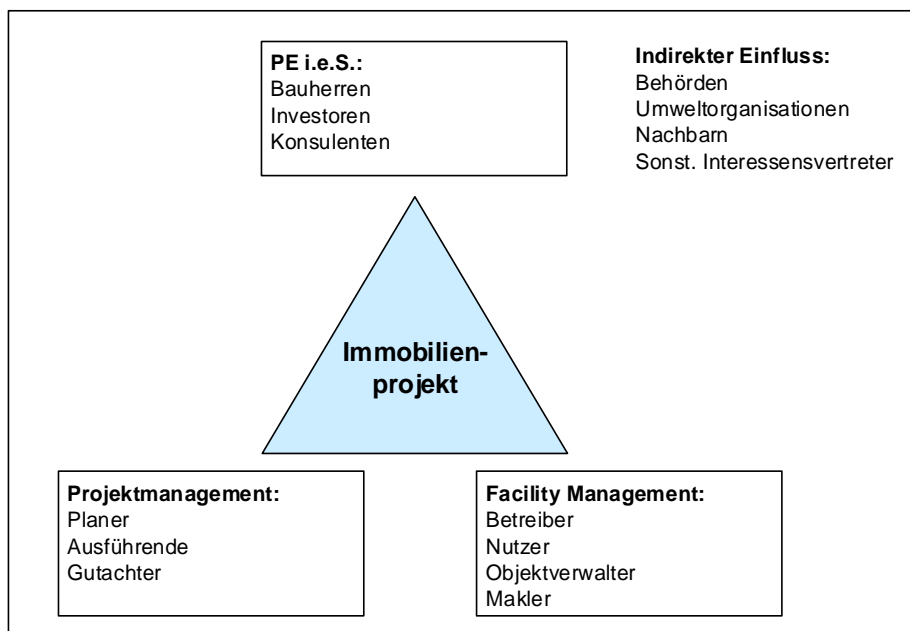 PE i.e.S.:
Bauherren
Investoren
Konsulenten
Indirekter Einfluss:
Behörden
Umweltorganisationen
Nachbarn
Sonst. Interessensvertreter
Immobilien-
projekt
Projektmanagement:
Planer
Ausführende
Gutachter
Facility Management:
Betreiber
Nutzer
Objektverwalter
Makler